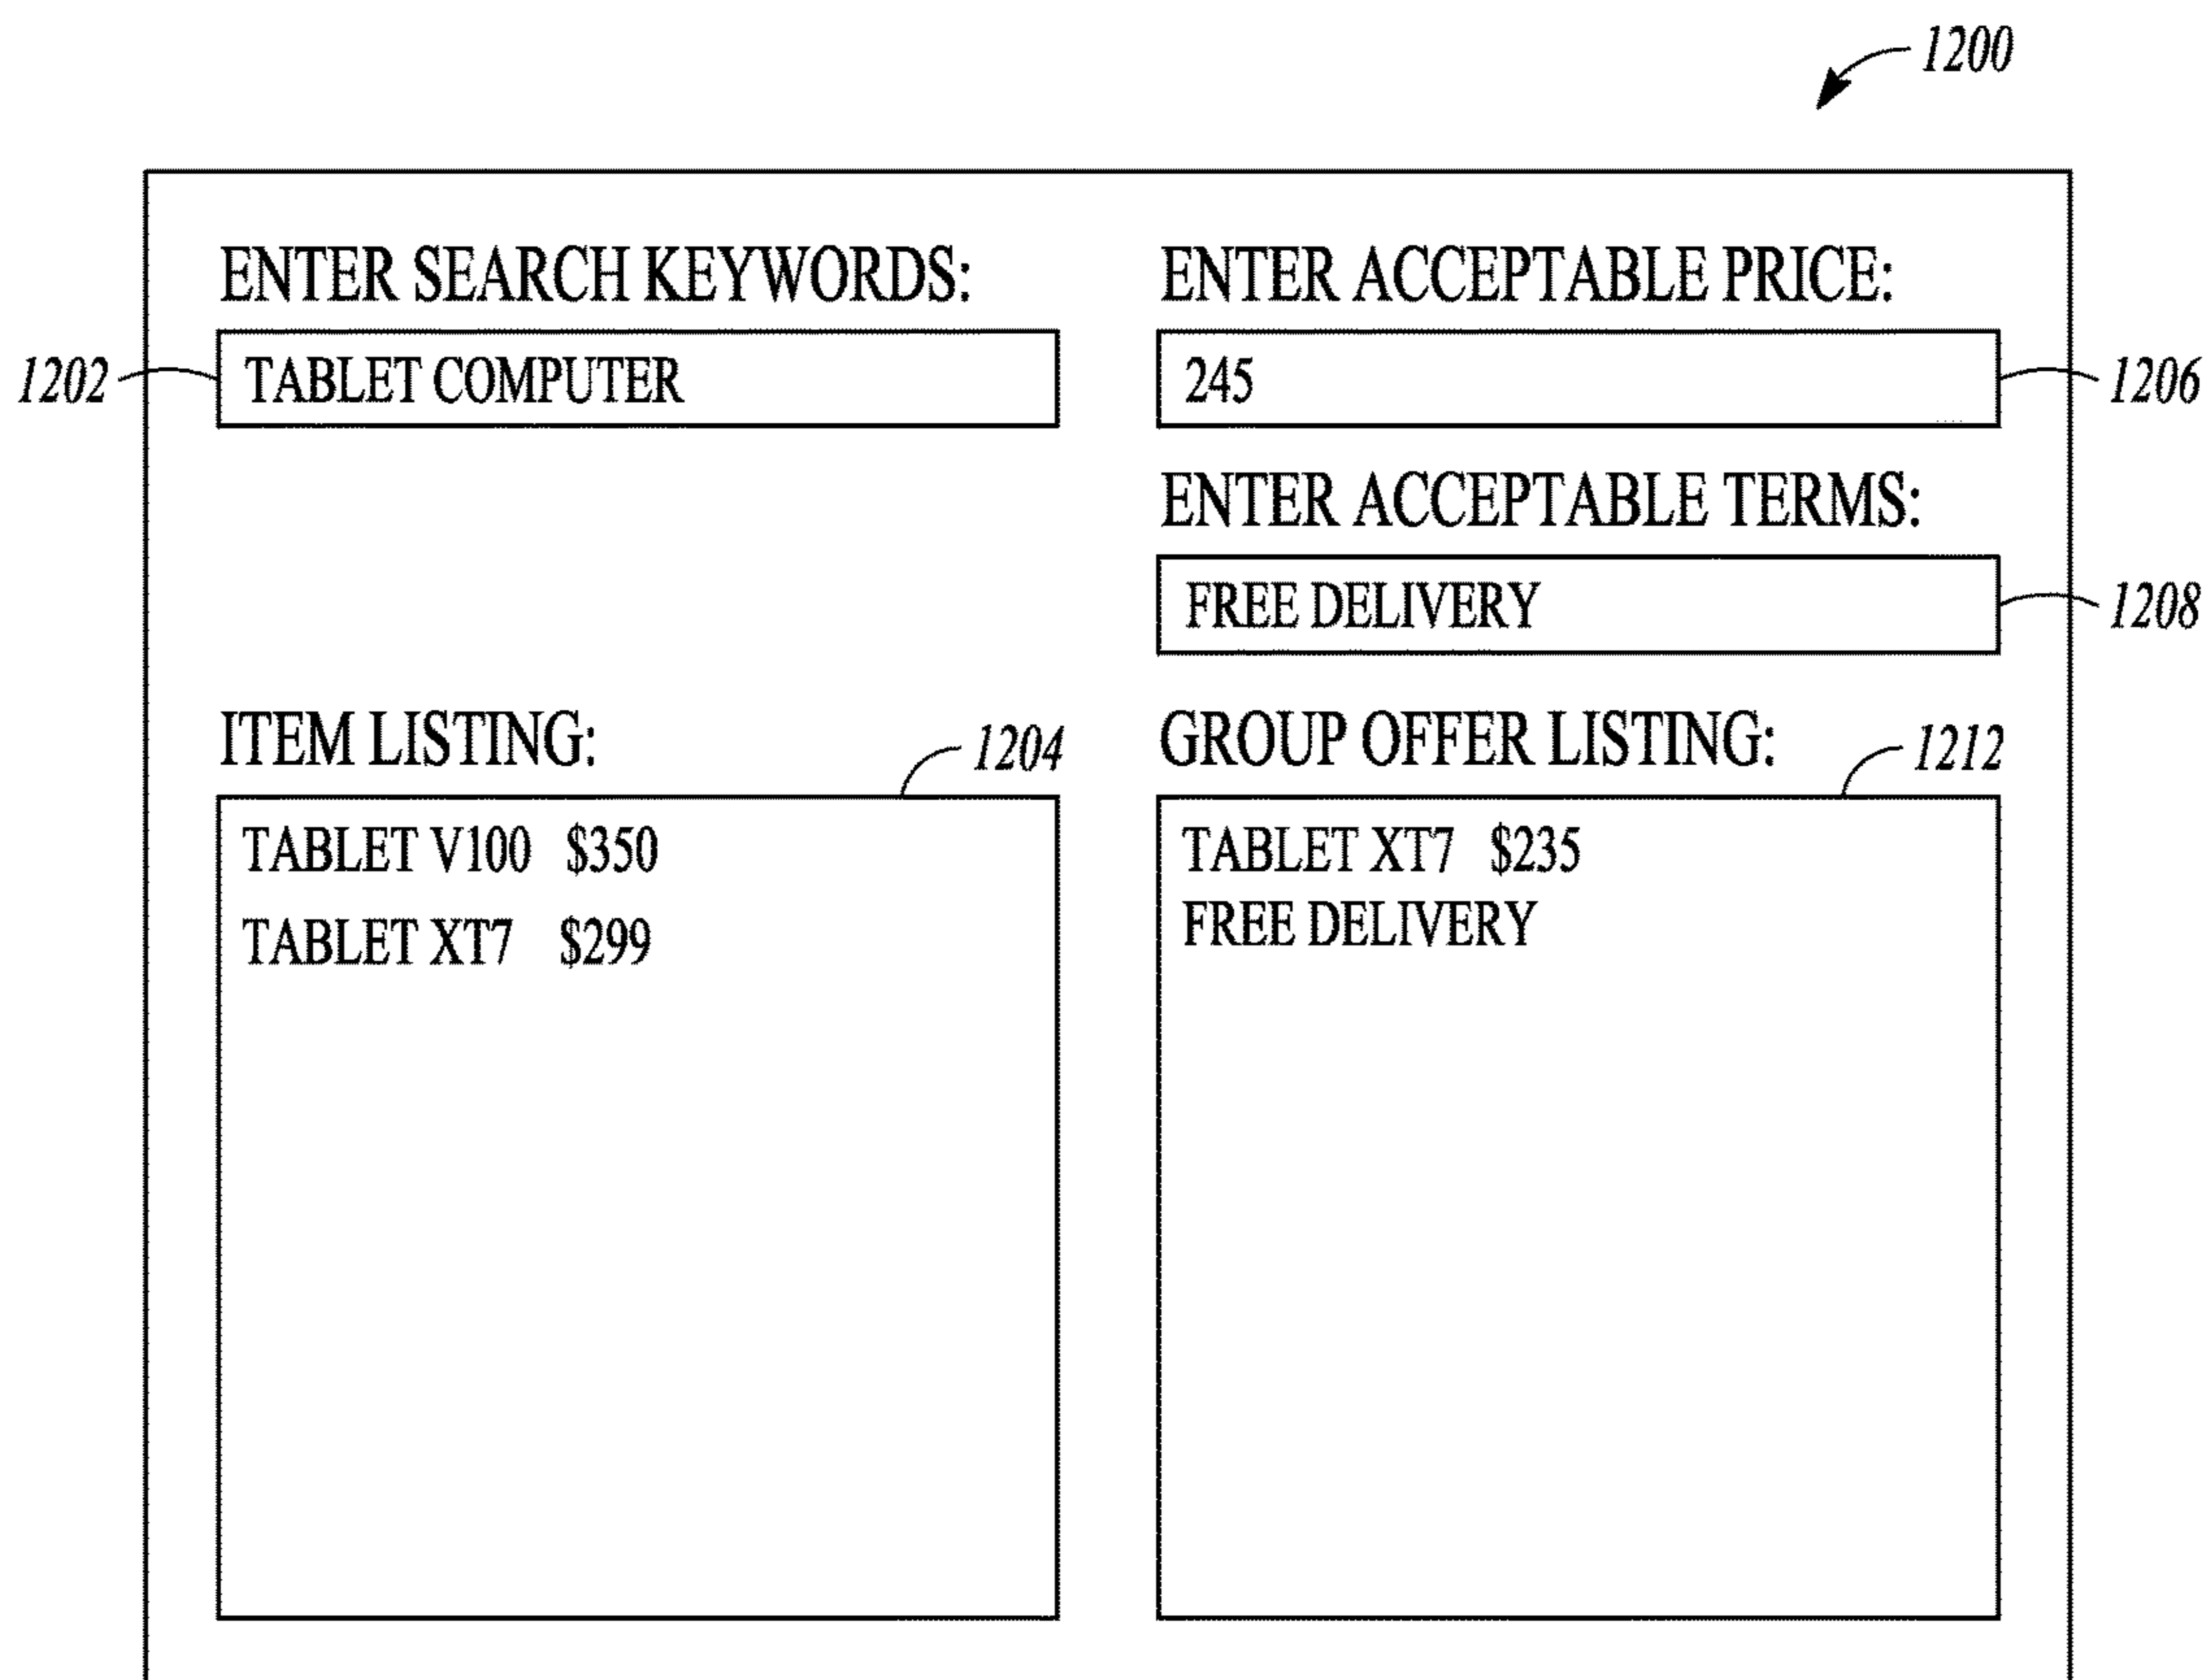 1200
ENTER SEARCH KEYWORDS:
ENTER ACCEPTABLE PRICE:
1202
TABLET COMPUTER
245
1206
ENTER ACCEPTABLE TERMS:
FREE DELIVERY
1208
ITEM LISTING:
1204
GROUP OFFER LISTING:
1212
TABLET V100 $350
TABLET XT7 $299
TABLET XT7 $235
FREE DELIVERY